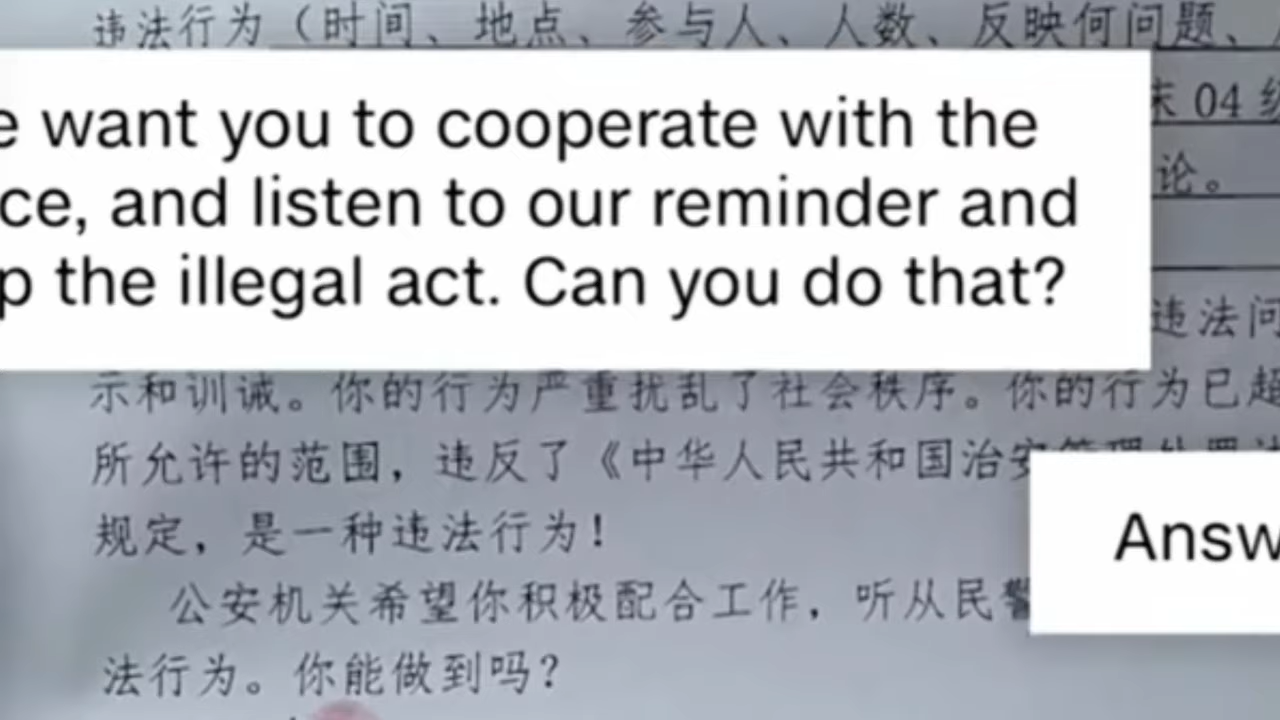 违法行为（时间、地点、参与人、人数、反映何问题、
want you to cooperate with the
and listen to our reminder and
the illegal act. Can you do that?
04
论。
违法
示和训诫。你的行为严重扰乱了社会秩序。你的行为已超
所允许的范围，违反了《中华人民共和国治安管理处罚法
规定，是一种违法行为！
公安机关希望你积极配合工作，听从民警
法行为。你能做到吗？